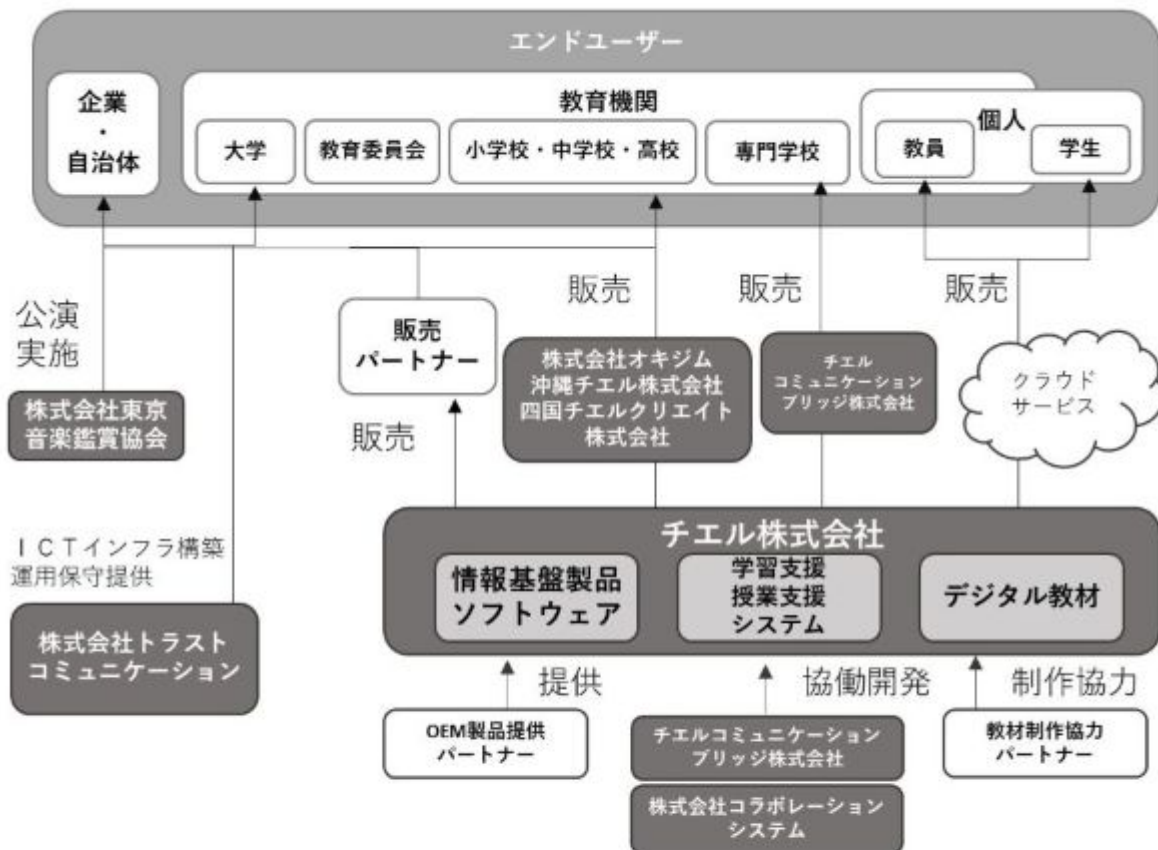 エンドユーザー
企業
・
自治体
教育機関
大学
教育委員会
小学校・中学校・高校
専門学校
個人
教員
学生
公演
実施
販売
販売
販売
販売
パートナー
株式会社オキジム
沖縄チエル株式会社
四国チエルクリエイト
株式会社
チエル
コミュニケーション
ブリッジ株式会社
クラウド
サービス
株式会社東京
音楽鑑賞協会
販売
ICTインフラ構築
運用保守提供
株式会社トラスト
コミュニケーション
チエル株式会社
情報基盤製品
ソフトウェア
学習支援
授業支援
システム
デジタル教材
提供
協働開発
制作協力
OEM製品提供
パートナー
チエルコミュニケーション
ブリッジ株式会社
株式会社コラボレーション
システム
教材制作協力
パートナー